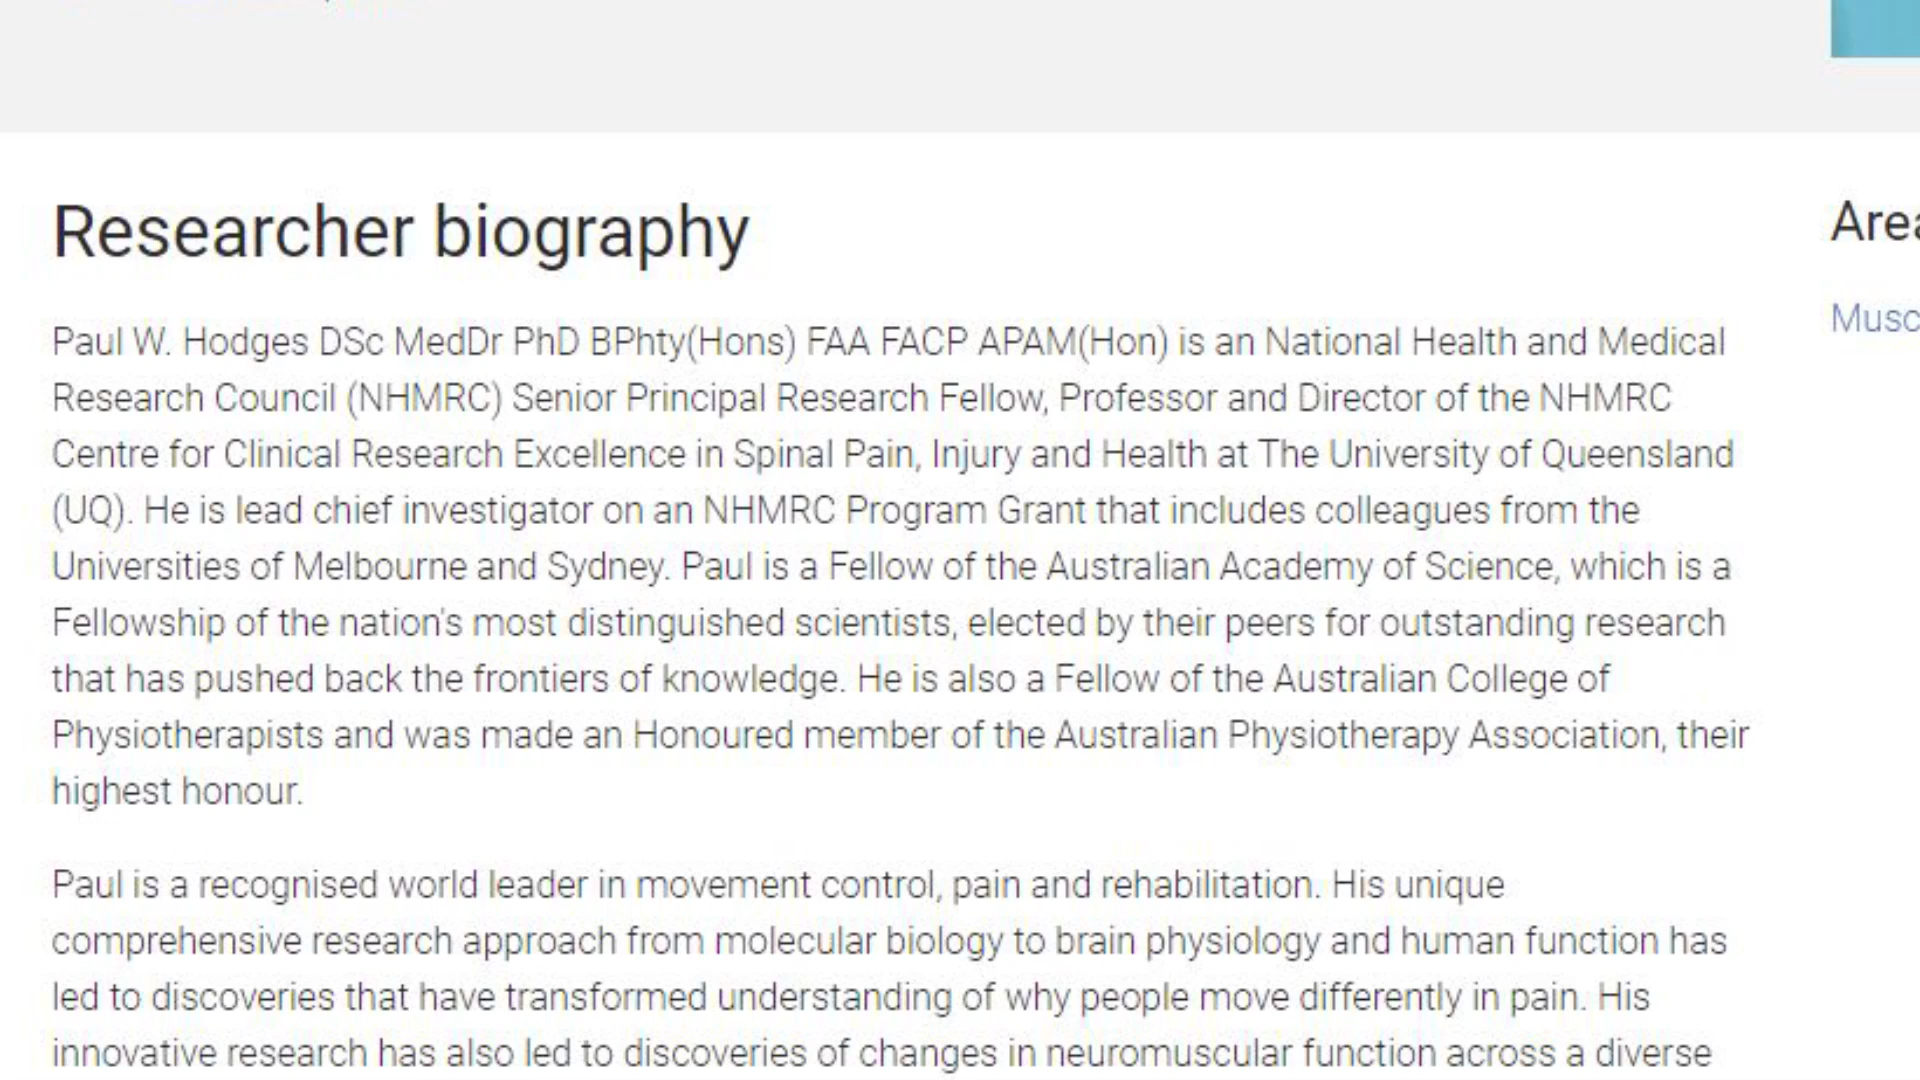 Researcher biography
Paul W. Hodges DSc MedDr PhD BPhty(Hons) FAA FACP APAM(Hon) is an National Health and Medical
Research Council (NHMRC) Senior Principal Research Fellow, Professor and Director of the NHMRC
Centre for Clinical Research Excellence in Spinal Pain, Injury and Health at The University of Queensland
(UQ). He is lead chief investigator on an NHMRC Program Grant that includes colleagues from the
Universities of Melbourne and Sydney. Paul is a Fellow of the Australian Academy of Science, which is a
Fellowship of the nation's most distinguished scientists, elected by their peers for outstanding research
that has pushed back the frontiers of knowledge. He is also a Fellow of the Australian College of
Physiotherapists and was made an Honoured member of the Australian Physiotherapy Association, their
highest honour.
Paul is a recognised world leader in movement control, pain and rehabilitation. His unique
comprehensive research approach from molecular biology to brain physiology and human function has
led to discoveries that have transformed understanding of why people move differently in pain. His
innovative research has also led to discoveries of changes in neuromuscular function across a diverse